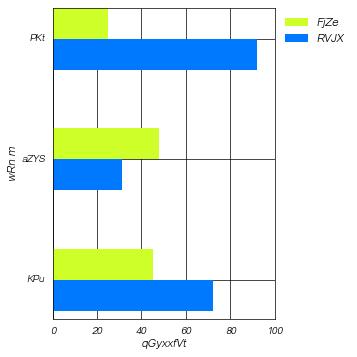 FjZe
RVJX
wRn m
PKt
aZYS
KPu
0 20 40 60 80 100
qGyxxfVt